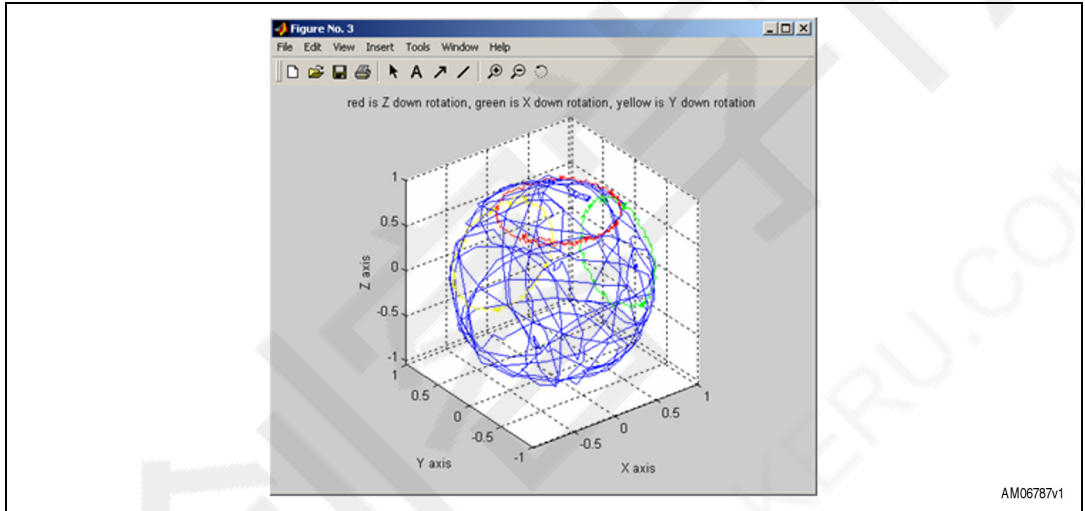 Figure No. 3
File Edit View Insert Tools Window Help
A
red is Z down rotation, green is X down rotation, yellow is Y down rotation
1
0.5
0
-0.5
-1
Z axis
1
0.5
0
-0.5
-1
Y axis
-0.5
0
0.5
1
X axis
AM06787v1
KERU.COM